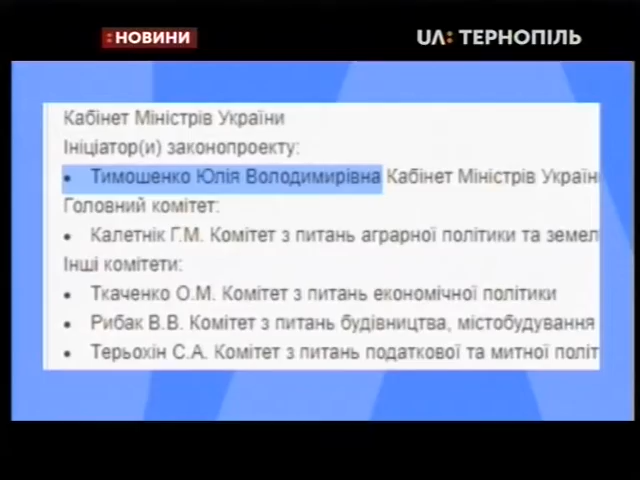 :НОВИНИ
UA: ТЕРНОПІЛЬ
Кабінет Міністрів України
Ініціатор(и) законопроекту:
• Тимошенко Юлія Володимирівна Кабінет Міністрів Україні
Головний комітет:
• Калетнік Г.М. Комітет з питань аграрної політики та земел
Інші комітети:
• Ткаченко О.М. Комітет з питань економічної політики
• Рибак В.В. Комітет з питань будівництва, містобудування
• Терьохін С.А. Комітет з питань податкової та митної політ